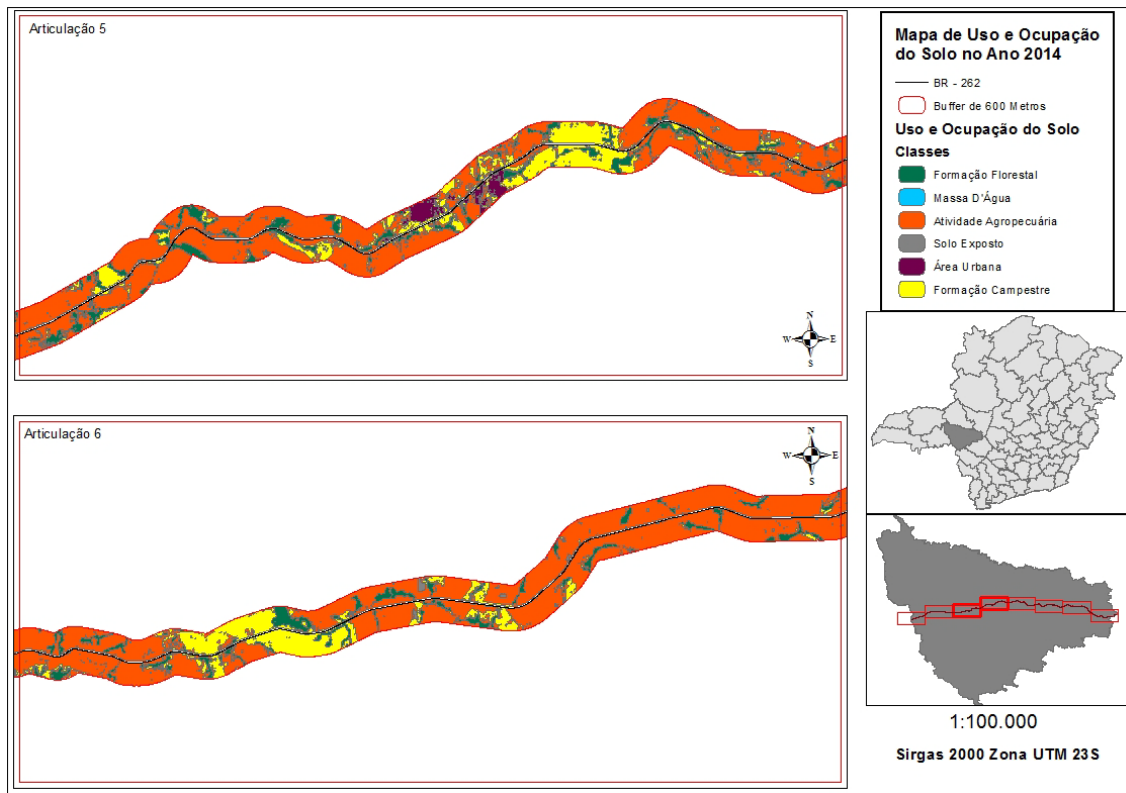 Articulação 5
N
W E
S
Articulação 6
N
W E
S
Mapa de Uso e Ocupação
do Solo no Ano 2014
BR - 262
Buffer de 600 Metros
Uso e Ocupação do Solo
Classes
Formação Florestal
Massa D'Água
Atividade Agropecuária
Solo Exposto
Área Urbana
Formação Campestre
1:100.000
Sirgas 2000 Zona UTM 23S